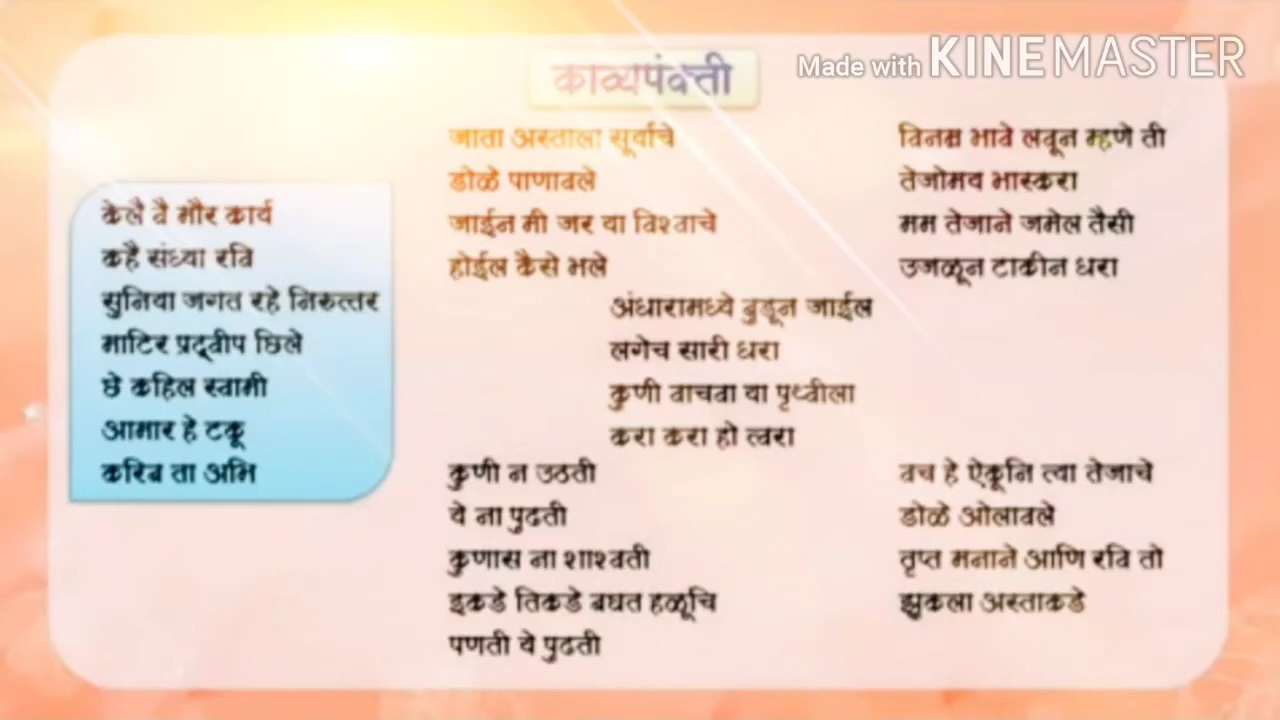 Made with KINEMASTER
काव्यपंक्ती
केलै वै मौर कार्य
कहै संध्या रवि
सुनिया जगत रहे निरुत्तर
माटिर प्रद्वीप छिले
छे कहिल स्वामी
आमार हे टकू
करिब ता अभि
जाता अस्ताला सूर्याचे
डोळे पाणावले
जाईन मी जर या विश्वाचे
होईल कैसे भले
अंधारामध्ये बुडून जाईल
लगेच सारी धरा
कुणी वाचवा या पृथ्वीला
करा करा हो त्वरा
कुणी न उठती
ये ना पुढती
कुणास ना शाश्वती
इकडे तिकडे बघत हळूचि
पणती ये पुढती
विनम्र भावे लवून म्हणे ती
तेजोमय भास्करा
मम तेजाने जमेल तैसी
उजळून टाकीन धरा
वच हे ऐकूनि त्या तेजाचे
डोळे ओलावले
तृप्त मनाने आणि रवि तो
झुकला अस्ताकडे